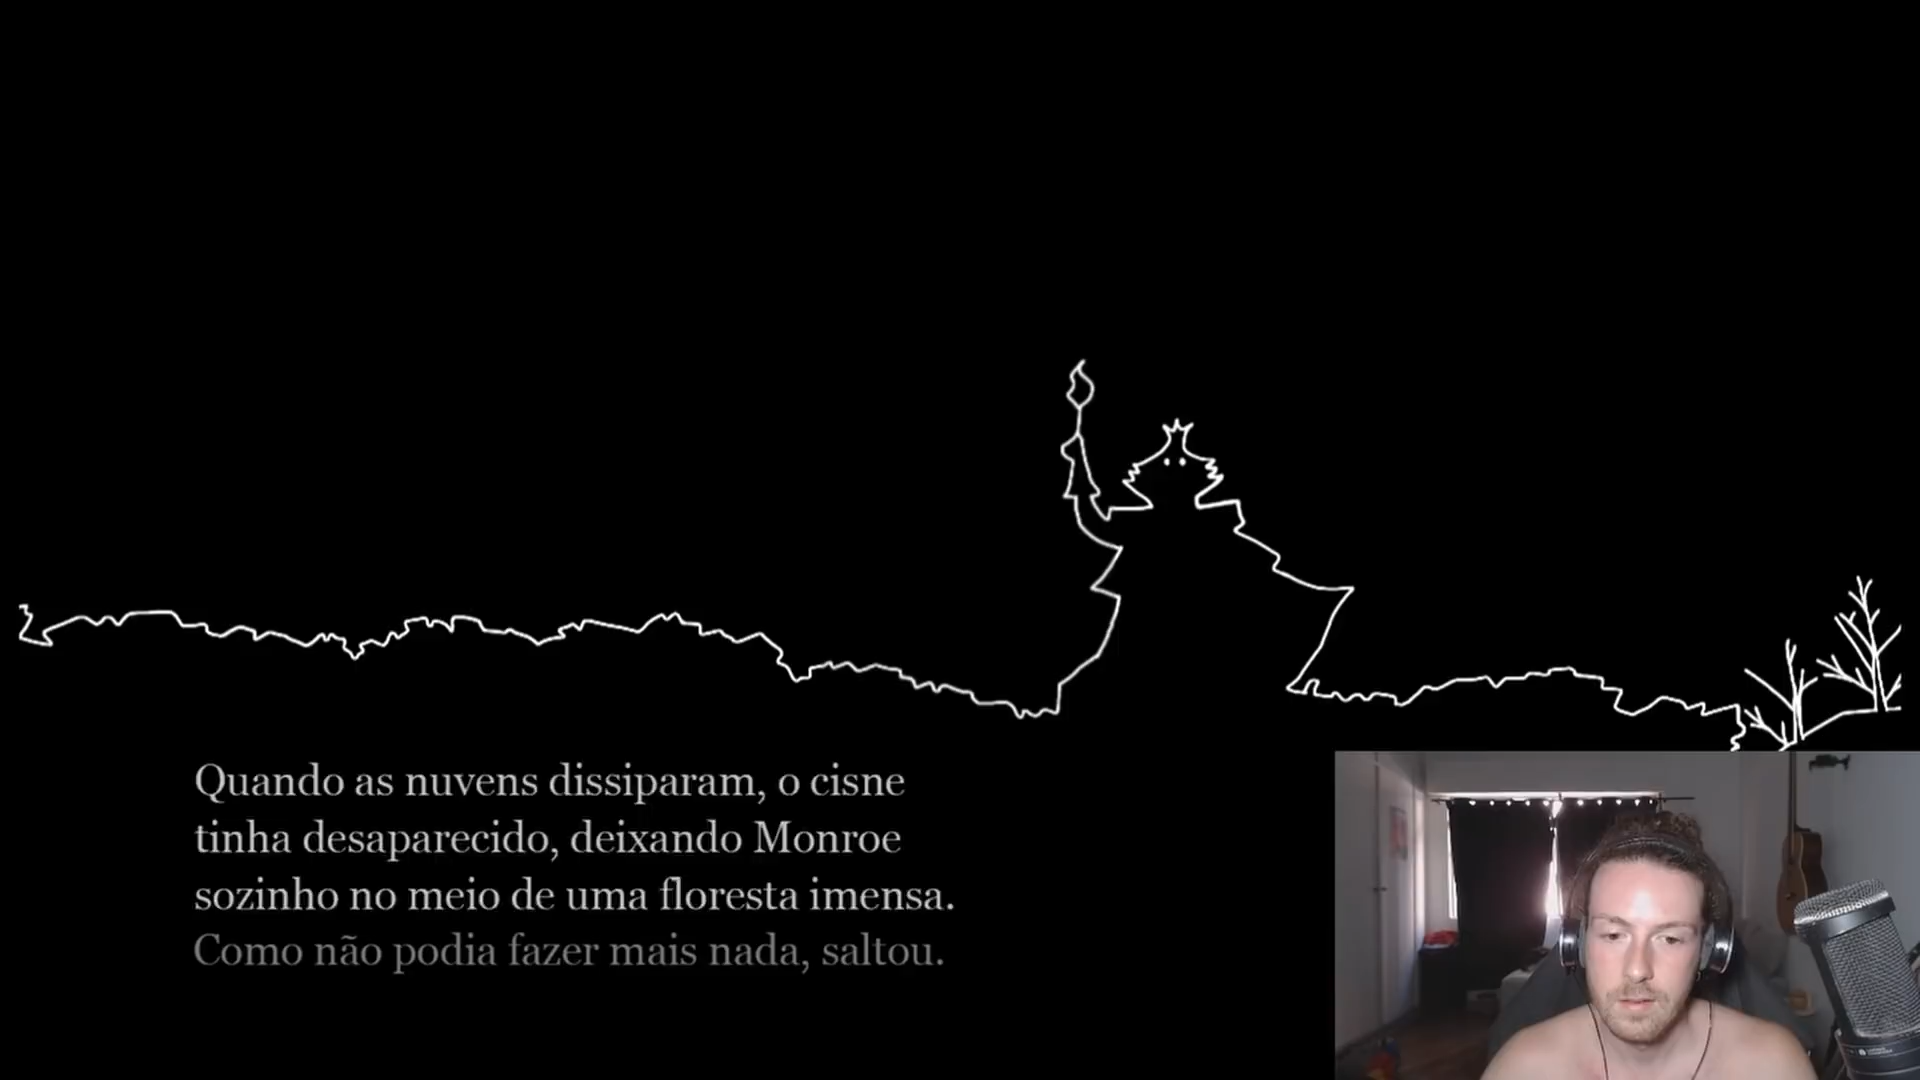 Quando as nuvens dissiparam, o cisne
tinha desaparecido, deixando Monroe
sozinho no meio de uma floresta imensa.
Como não podia fazer mais nada, saltou.